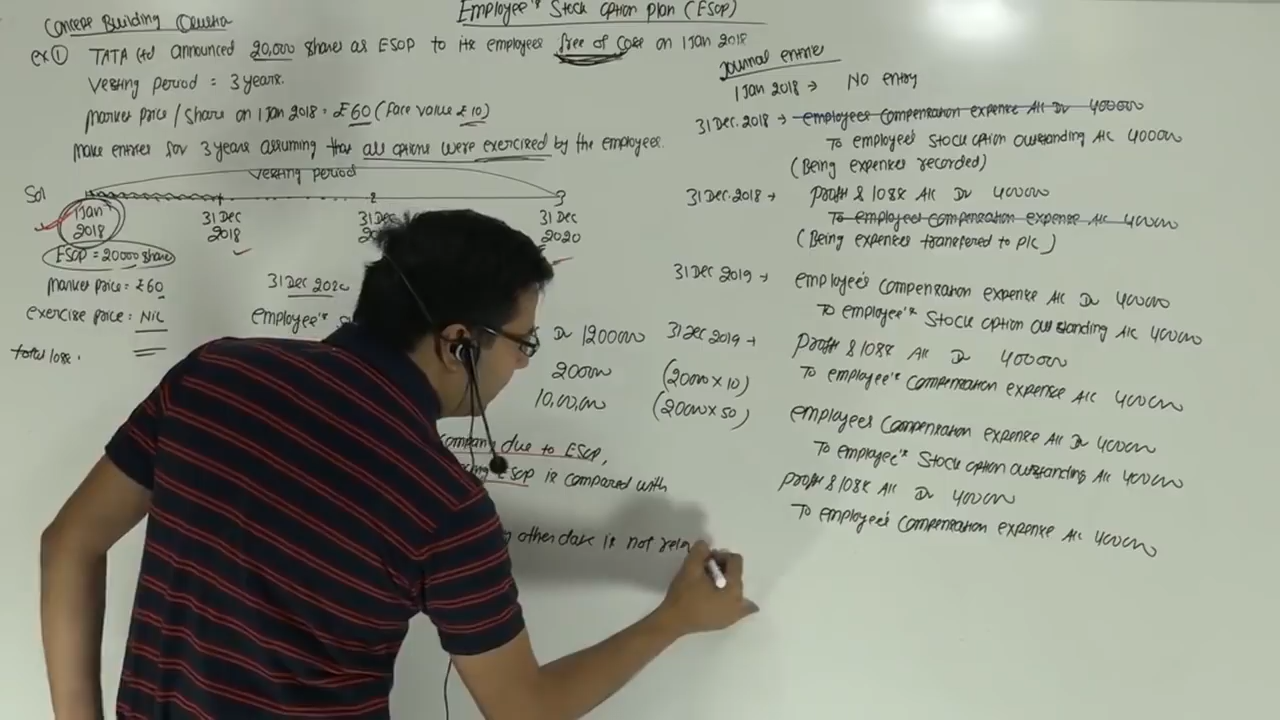 Employee's Stock option plan (ESOP)
Concept Building Question
ex ① TATA Ltd announced 20,000 shares as ESOP to its employees free of cost on 1 Jan 2018
Vesting period = 3 years.
Market price / share on 1 Jan 2018 = ₹60 (face value ₹10)
Make entries for 3 years assuming that all options were exercised by the employees.
Vesting period
Sol
1 Jan 2018
31 Dec 2018
2
31 Dec
3
31 Dec 2020
ESOP = 20000 share
Market price: ₹60
exercise price: NIL
total loss.
31 Dec 2020
employee's
Dr 1200000
200000 (20000 x 10)
10,00,000 (20000 x 50)
Company due to ESOP,
ESOP is compared with
other date is not
Journal entries
1 Jan 2018 → No entry
31 Dec. 2018 → employees Compensation expense A/c Dr 400000
To employees Stock option outstanding A/c 400000
(Being expenses recorded)
31 Dec. 2018 → profit & loss A/c Dr 400000
To employees compensation expense A/c 400000
(Being expenses transfered to P/L)
31 Dec 2019 → employee's compensation expense A/c Dr 400000
To employee's Stock option outstanding A/c 400000
31 Dec 2019 → profit & loss A/c Dr 400000
To employee's compensation expense A/c 400000
employees compensation expense A/c Dr 400000
To employee's Stock option outstanding A/c 400000
profit & loss A/c Dr 400000
To employee's compensation expense A/c 400000